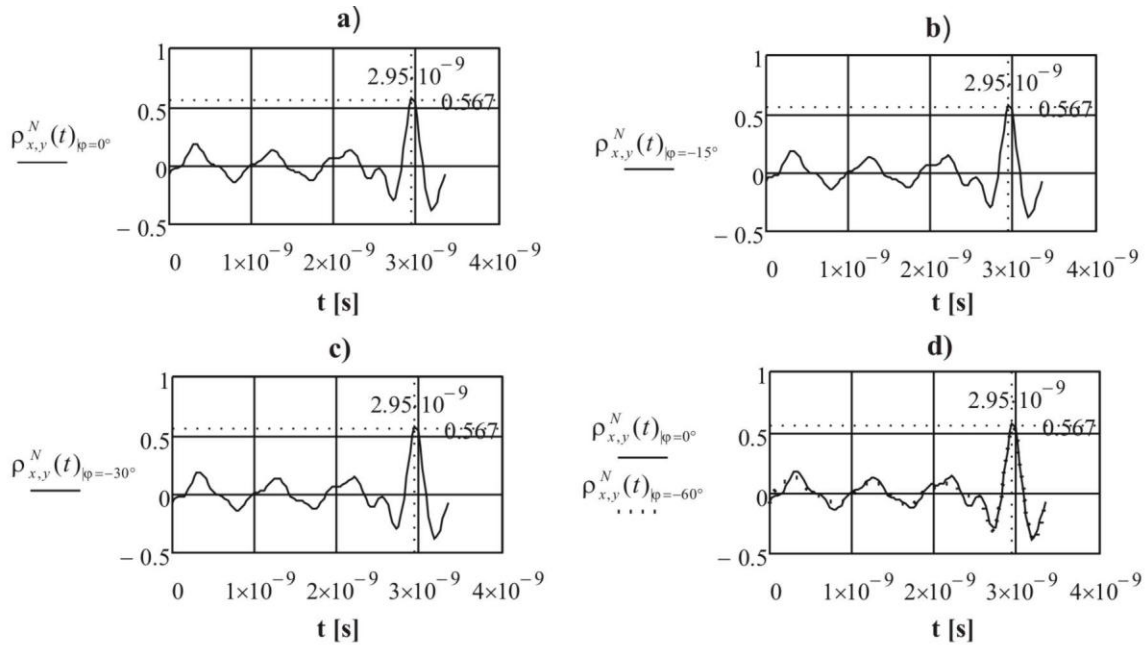 a)
1
2.95 10⁻⁹
0.5
0.567
ρ_{x,y}^N(t)_{|φ=0°}
0
− 0.5
0 1×10⁻⁹ 2×10⁻⁹ 3×10⁻⁹ 4×10⁻⁹
t [s]
b)
1
2.95 10⁻⁹
0.5
0.567
ρ_{x,y}^N(t)_{|φ=−15°}
0
− 0.5
0 1×10⁻⁹ 2×10⁻⁹ 3×10⁻⁹ 4×10⁻⁹
t [s]
c)
1
2.95 10⁻⁹
0.5
0.567
ρ_{x,y}^N(t)_{|φ=−30°}
0
− 0.5
0 1×10⁻⁹ 2×10⁻⁹ 3×10⁻⁹ 4×10⁻⁹
t [s]
d)
1
2.95 10⁻⁹
0.5
0.567
ρ_{x,y}^N(t)_{|φ=0°}
ρ_{x,y}^N(t)_{|φ=−60°}
0
− 0.5
0 1×10⁻⁹ 2×10⁻⁹ 3×10⁻⁹ 4×10⁻⁹
t [s]